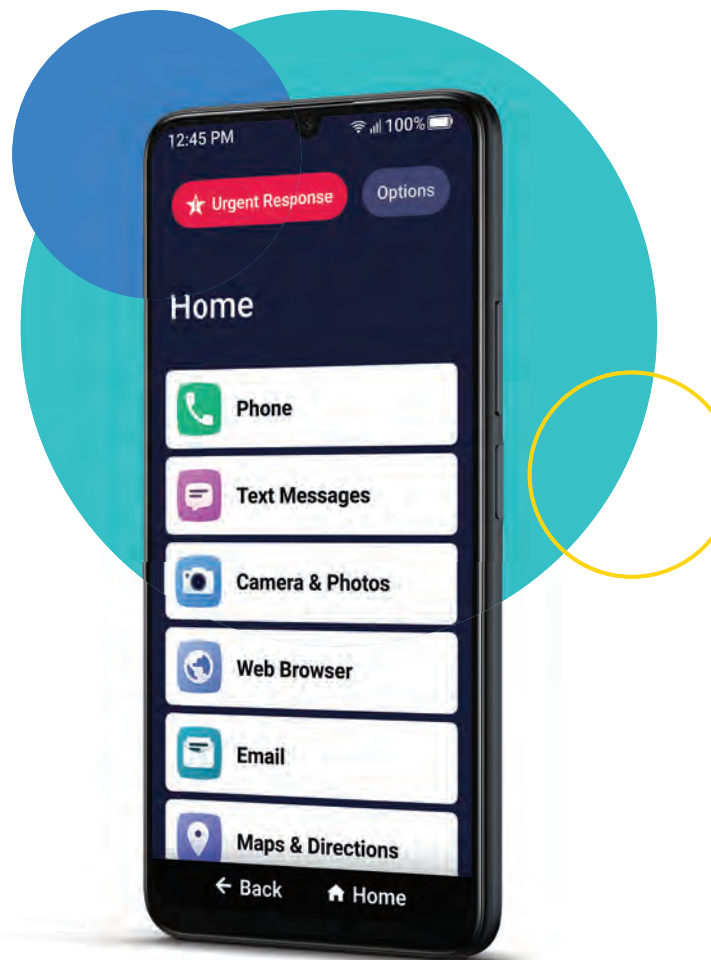 12:45 PM 100%
Urgent Response Options
Home
Phone
Text Messages
Camera & Photos
Web Browser
Email
Maps & Directions
Back Home